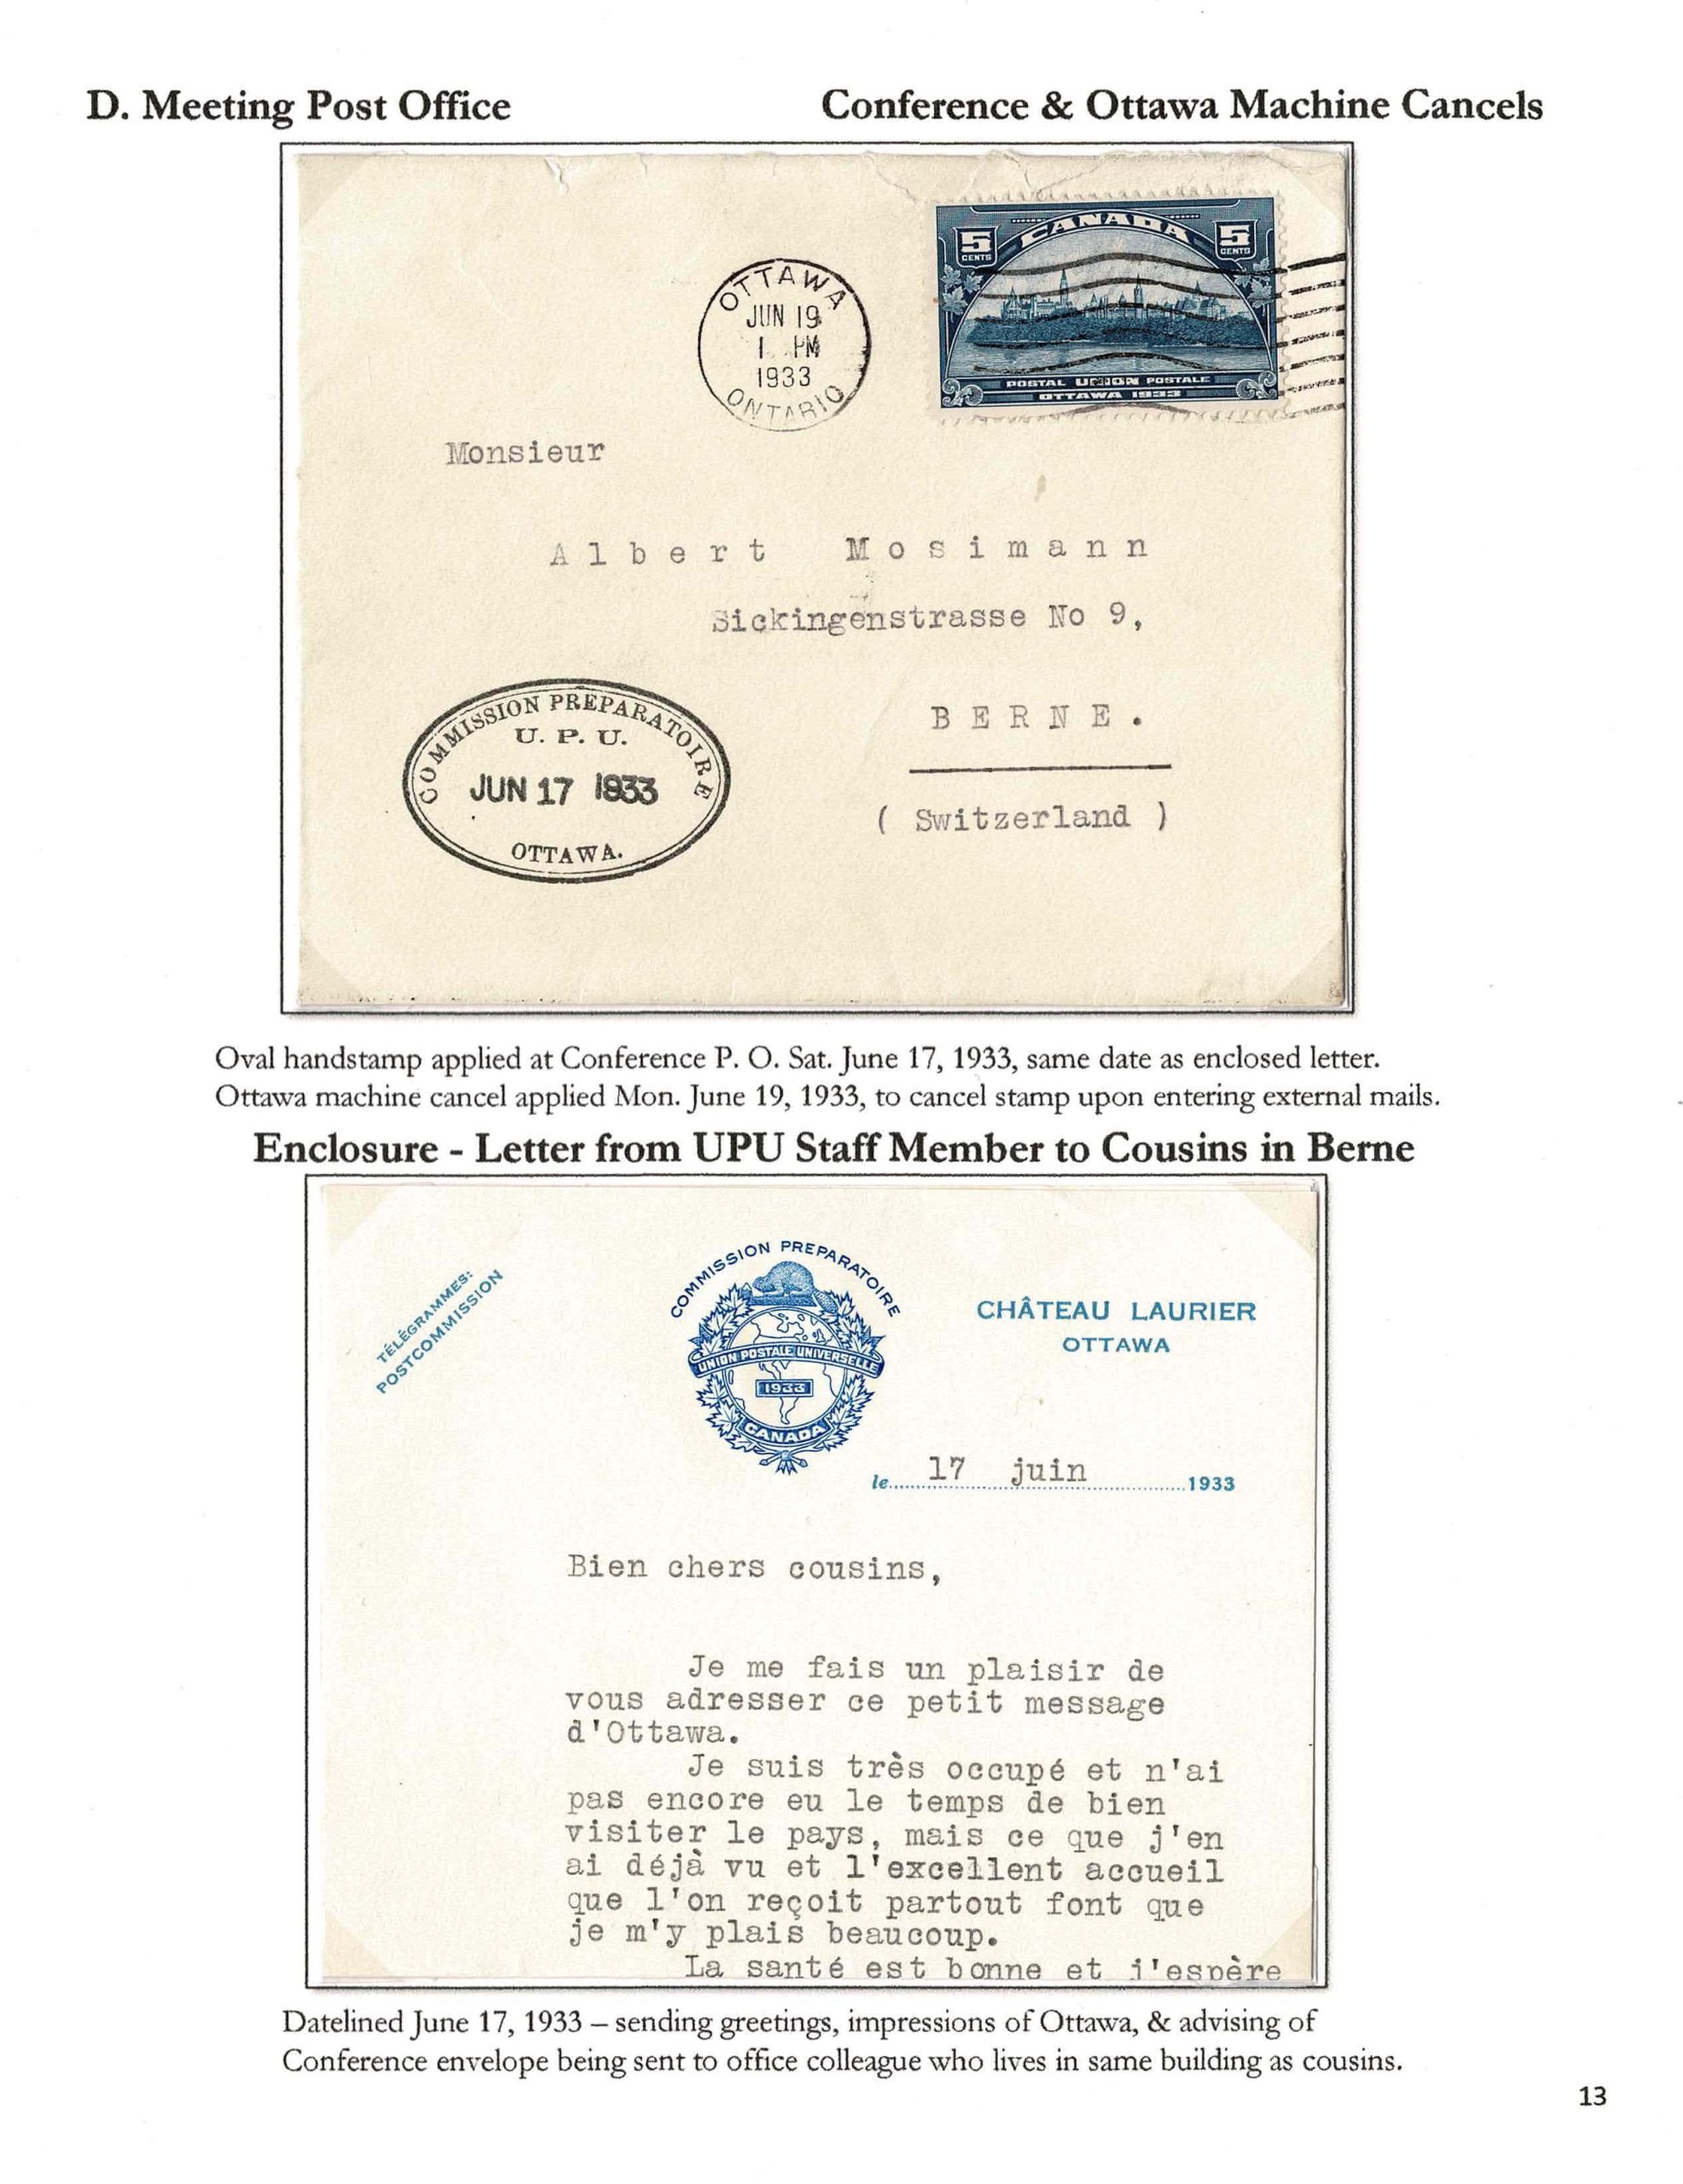 D. Meeting Post Office
Conference & Ottawa Machine Cancels
CANADA
5 CENTS
5 CENTS
POSTAL UNION POSTALE
OTTAWA 1933
OTTAWA
JUN 19
1 PM
1933
ONTARIO
Monsieur
Albert Mosimann
Sickingenstrasse No 9,
BERNE.
( Switzerland )
COMMISSION PREPARATOIRE
U. P. U.
JUN 17 1933
OTTAWA.
Oval handstamp applied at Conference P. O. Sat. June 17, 1933, same date as enclosed letter.
Ottawa machine cancel applied Mon. June 19, 1933, to cancel stamp upon entering external mails.
Enclosure - Letter from UPU Staff Member to Cousins in Berne
TÉLÉGRAMMES:
POSTCOMMISSION
COMMISSION PREPARATOIRE
UNION POSTALE UNIVERSELLE
1933
CANADA
CHÂTEAU LAURIER
OTTAWA
le 17 juin 1933
Bien chers cousins,
Je me fais un plaisir de
vous adresser ce petit message
d'Ottawa.
Je suis très occupé et n'ai
pas encore eu le temps de bien
visiter le pays, mais ce que j'en
ai déjà vu et l'excellent accueil
que l'on reçoit partout font que
je m'y plais beaucoup.
La santé est bonne et j'espère
Datelined June 17, 1933 – sending greetings, impressions of Ottawa, & advising of
Conference envelope being sent to office colleague who lives in same building as cousins.
13